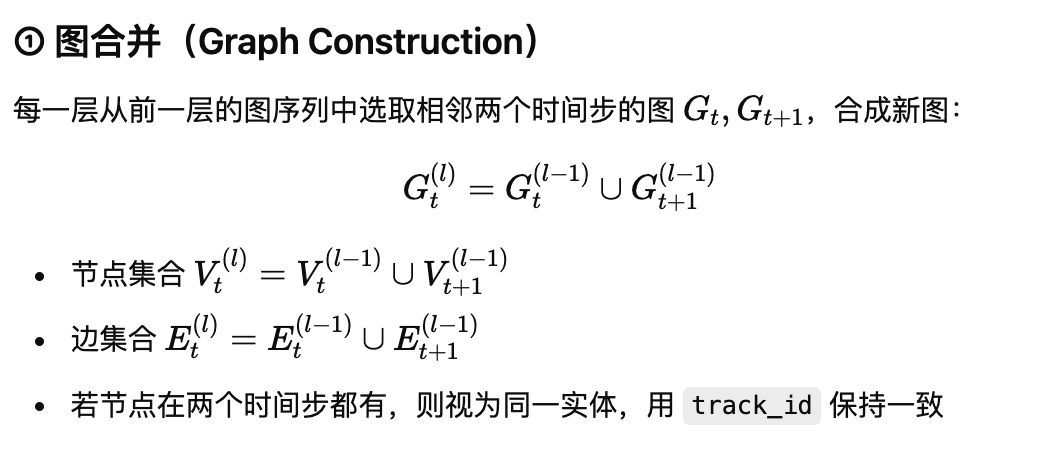 ① 图合并（Graph Construction）
每一层从前一层的图序列中选取相邻两个时间步的图 $G_t, G_{t+1}$，合成新图：
$G_t^{(l)} = G_t^{(l-1)} \cup G_{t+1}^{(l-1)}$
• 节点集合 $V_t^{(l)} = V_t^{(l-1)} \cup V_{t+1}^{(l-1)}$
• 边集合 $E_t^{(l)} = E_t^{(l-1)} \cup E_{t+1}^{(l-1)}$
• 若节点在两个时间步都有，则视为同一实体，用 track_id 保持一致